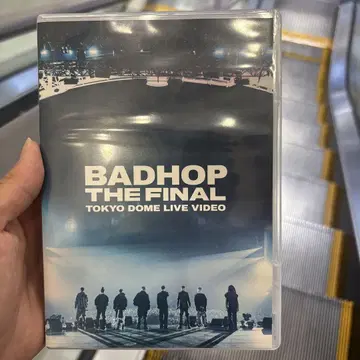 BADHOP
THE FINAL
TOKYO DOME LIVE VIDEO